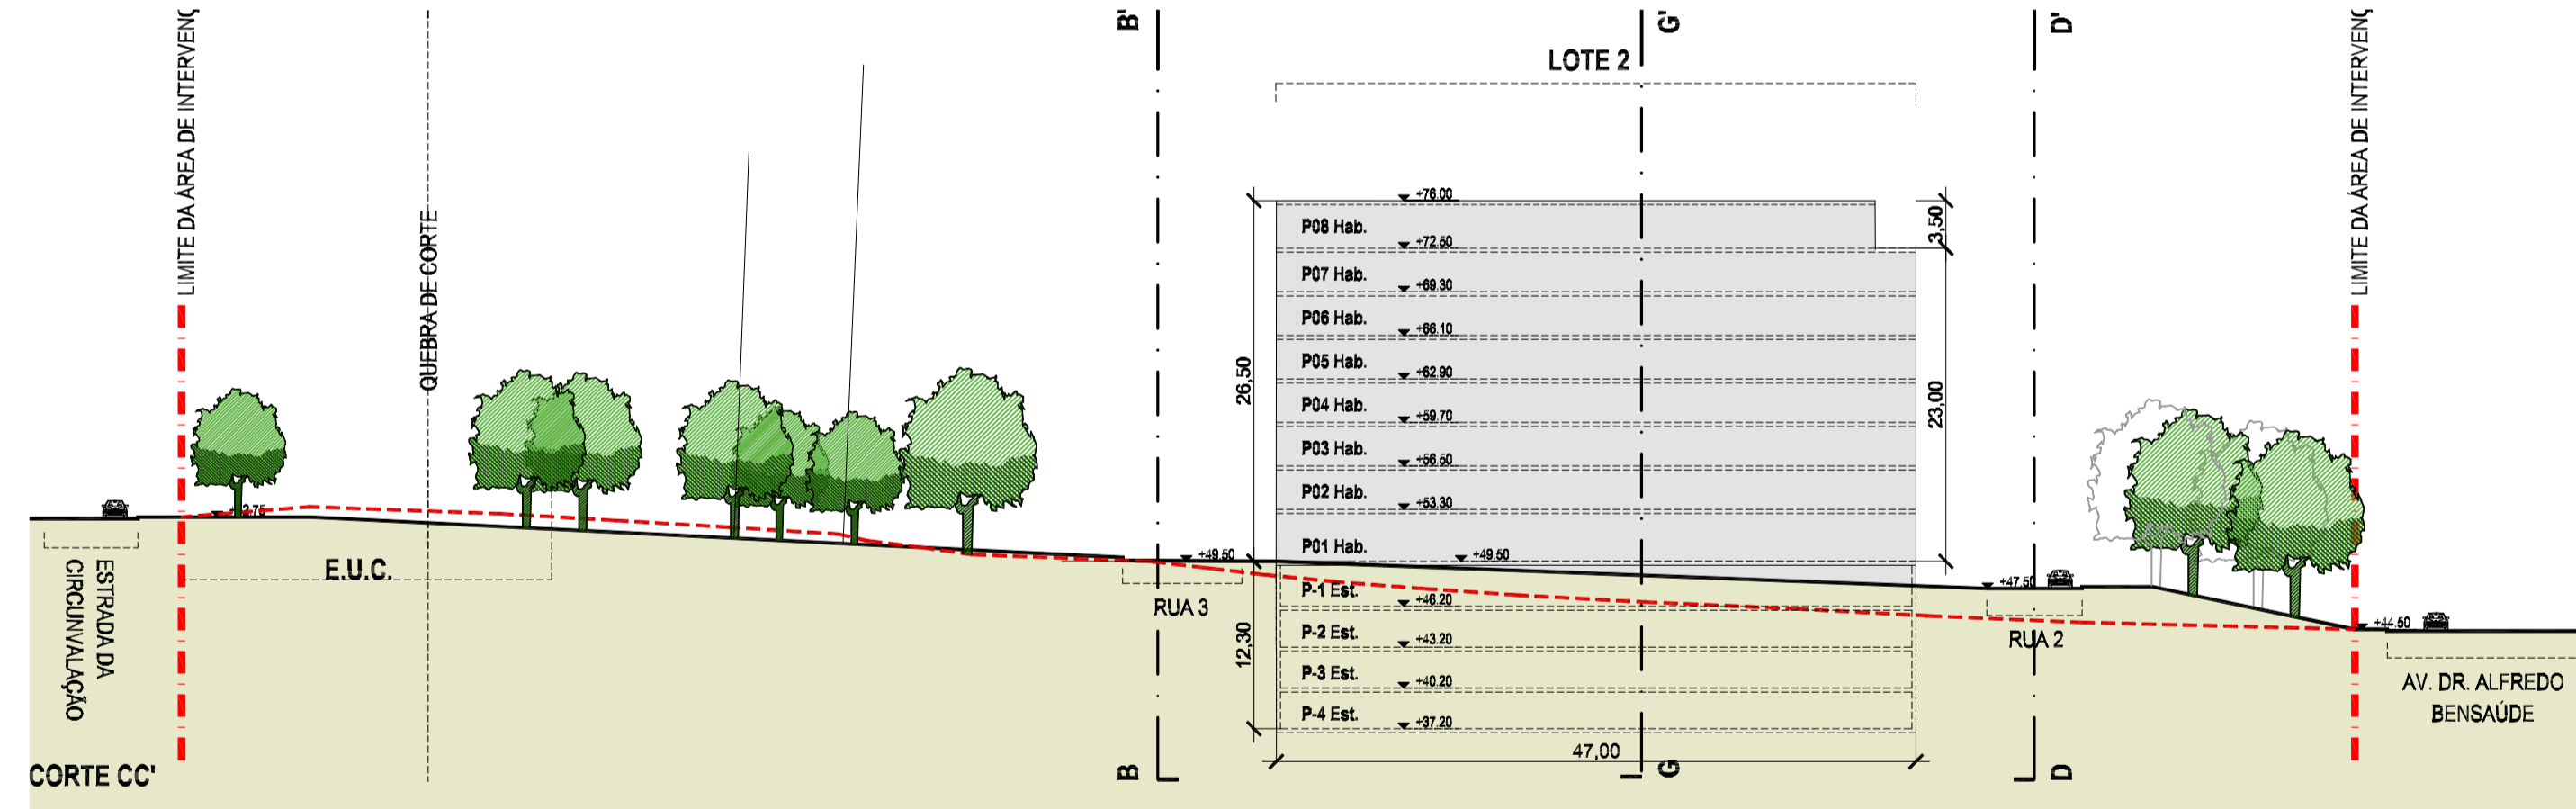 LIMITE DA ÁREA DE INTERVENÇ
QUEBRA DE CORTE
B'
G'
D'
LIMITE DA ÁREA DE INTERVENÇ
LOTE 2
+76.00
P08 Hab.
+72.50
3,50
P07 Hab.
+69.30
P06 Hab.
+66.10
P05 Hab.
+62.90
26,50
23,00
P04 Hab.
+59.70
P03 Hab.
+56.50
P02 Hab.
+53.30
P01 Hab.
+49.50
+49.50
RUA 3
P-1 Est.
+46.20
P-2 Est.
+43.20
P-3 Est.
+40.20
P-4 Est.
+37.20
12,30
47,00
+47.50
RUA 2
+44.50
AV. DR. ALFREDO
BENSAÚDE
E.U.C.
ESTRADA DA
CIRCUNVALAÇÃO
B
G
D
CORTE CC'